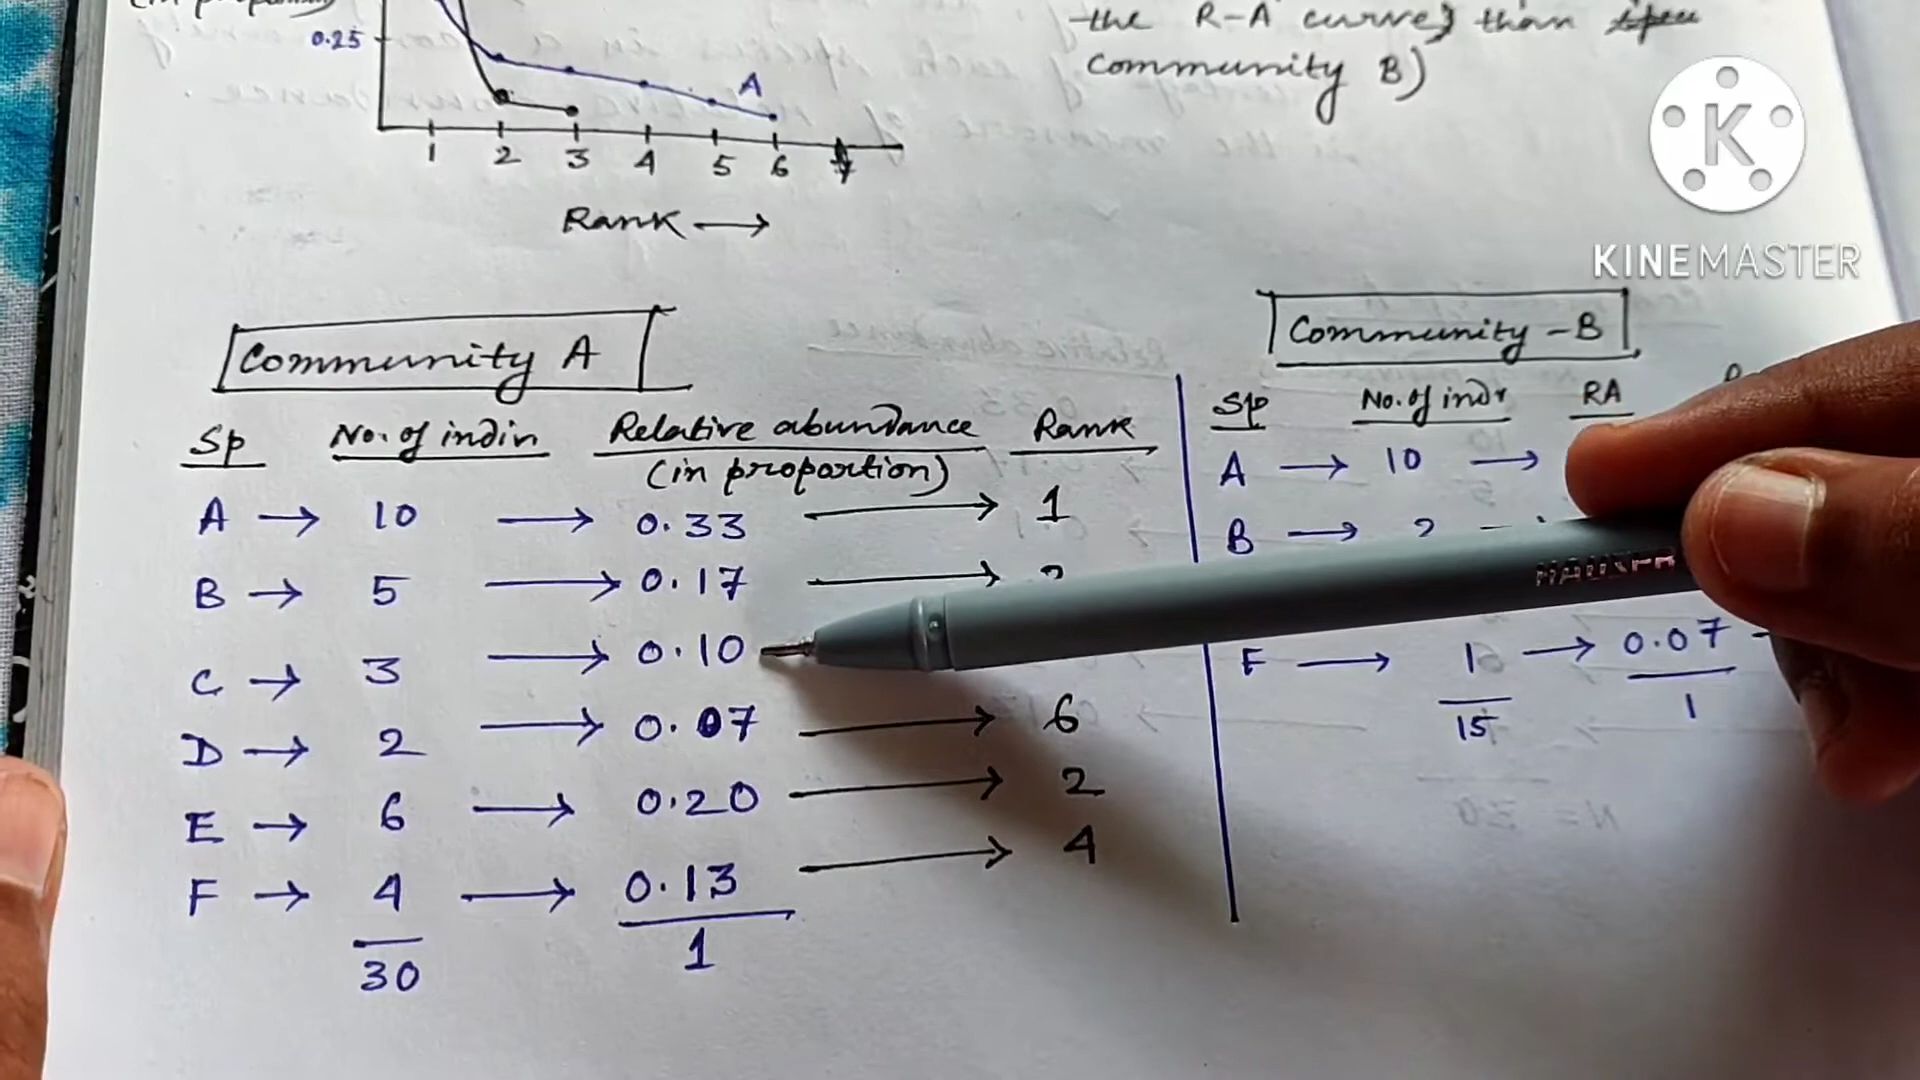 0.25
the R-A curve) than
Community B)
A
1 2 3 4 5 6 7
Rank →
K
KINEMASTER
Community A
Sp No. of indin Relative abundance Rank
(in proportion)
A → 10 → 0.33 → 1
B → 5 → 0.17 →
C → 3 → 0.10
D → 2 → 0.07 → 6
E → 6 → 0.20 → 2
F → 4 → 0.13 → 4
30 1
Community -B
Sp No. of indv RA
A → 10 →
B →
F → 1 → 0.07
15 1